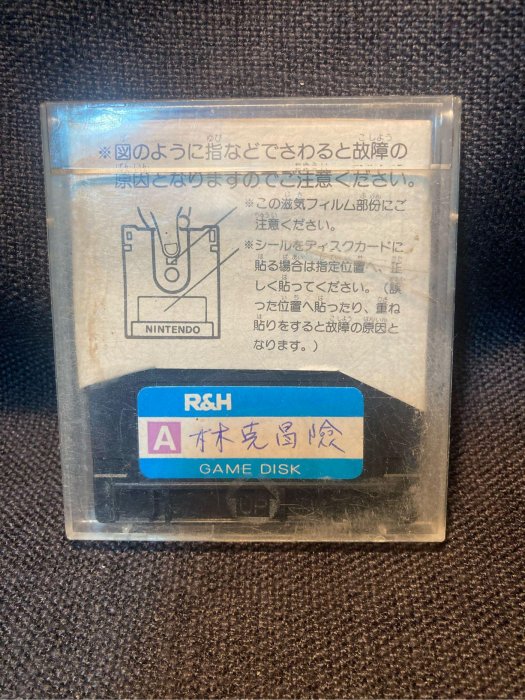 ※図のように指などでさわると故障の
原因となりますのでご注意ください。
※この滋気フィルム部份にご
注意ください。
※シールをディスクカードに
貼る場合は指定位置へ、正
しく貼ってください。(誤
った位置へ貼ったり、重ね
貼りをすると故障の原因と
なります。)
NINTENDO
R&H
A 林克冒險
GAME DISK